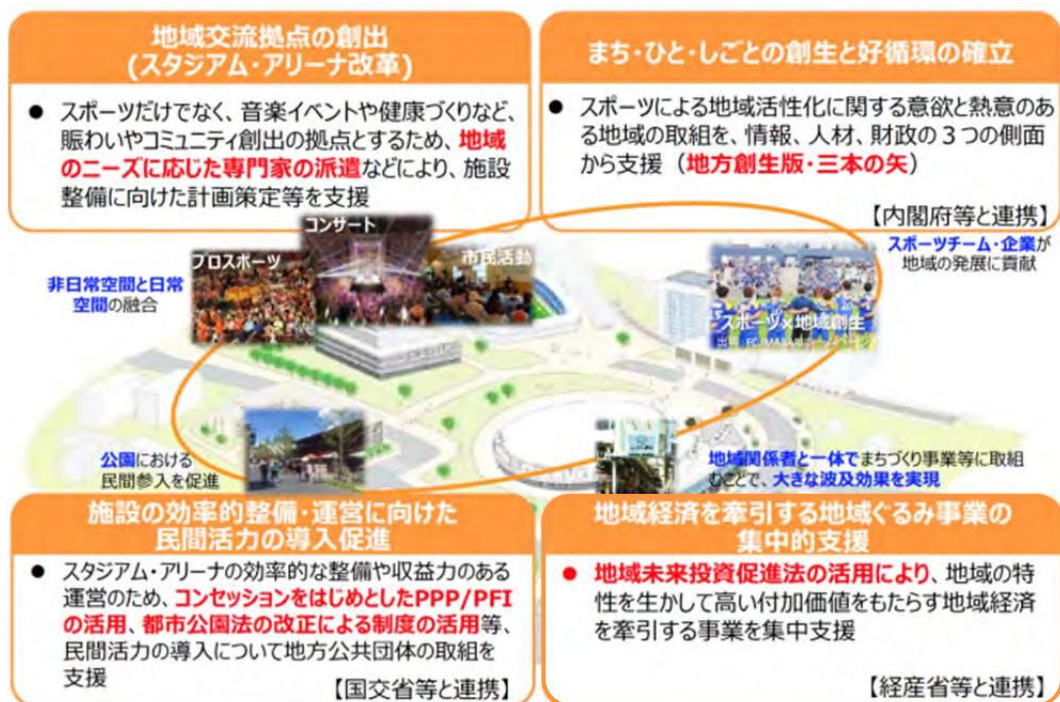 地域交流拠点の創出
(スタジアム・アリーナ改革)
● スポーツだけでなく、音楽イベントや健康づくりなど、
賑わいやコミュニティ創出の拠点とするため、地域
のニーズに応じた専門家の派遣などにより、施設
整備に向けた計画策定等を支援
まち・ひと・しごとの創生と好循環の確立
● スポーツによる地域活性化に関する意欲と熱意のあ
る地域の取組を、情報、人材、財政の3つの側面
から支援（地方創生版・三本の矢）
【内閣府等と連携】
コンサート
プロスポーツ
市民活動
非日常空間と日常
空間の融合
スポーツチーム・企業が
地域の発展に貢献
スポーツ×地域創生
公園における
民間参入を促進
地域関係者と一体でまちづくり事業等に取組
むことで、大きな波及効果を実現
施設の効率的整備・運営に向けた
民間活力の導入促進
● スタジアム・アリーナの効率的な整備や収益力のある
運営のため、コンセッションをはじめとしたPPP/PFI
の活用、都市公園法の改正による制度の活用等、
民間活力の導入について地方公共団体の取組を
支援
【国交省等と連携】
地域経済を牽引する地域ぐるみ事業の
集中的支援
● 地域未来投資促進法の活用により、地域の特
性を生かして高い付加価値をもたらす地域経済
を牽引する事業を集中支援
【経産省等と連携】